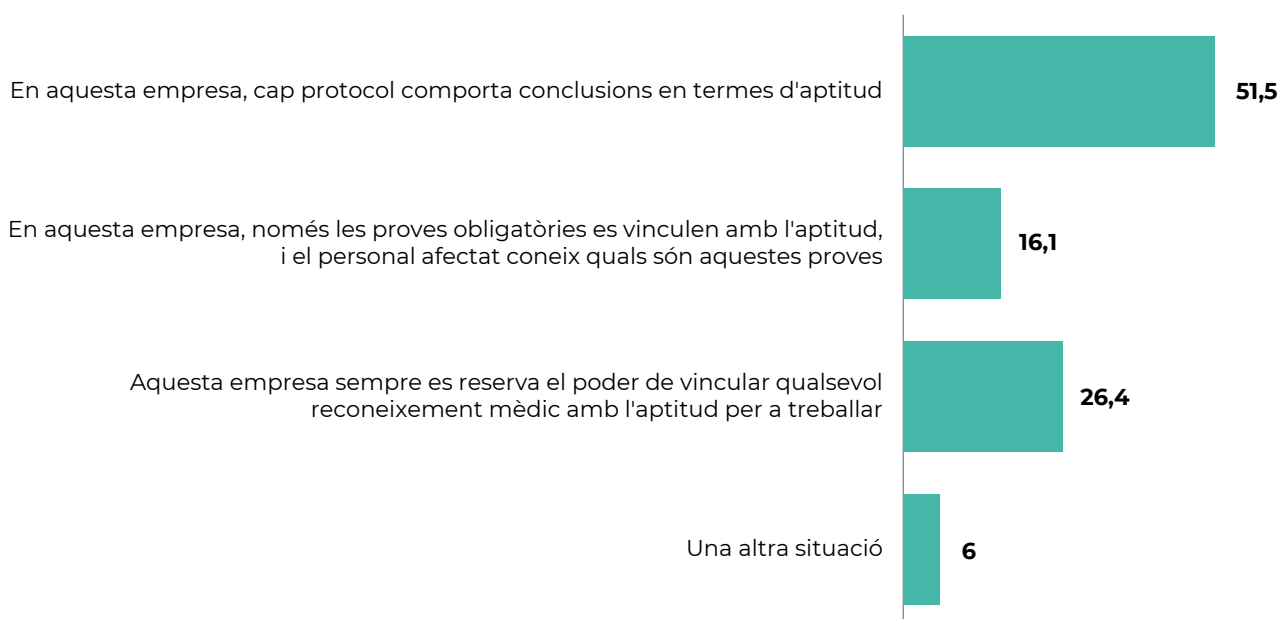 En aquesta empresa, cap protocol comporta conclusions en termes d'aptitud
51,5
En aquesta empresa, només les proves obligatòries es vinculen amb l'aptitud,
i el personal afectat coneix quals són aquestes proves
16,1
Aquesta empresa sempre es reserva el poder de vincular qualsevol
reconeixement mèdic amb l'aptitud per a treballar
26,4
Una altra situació
6